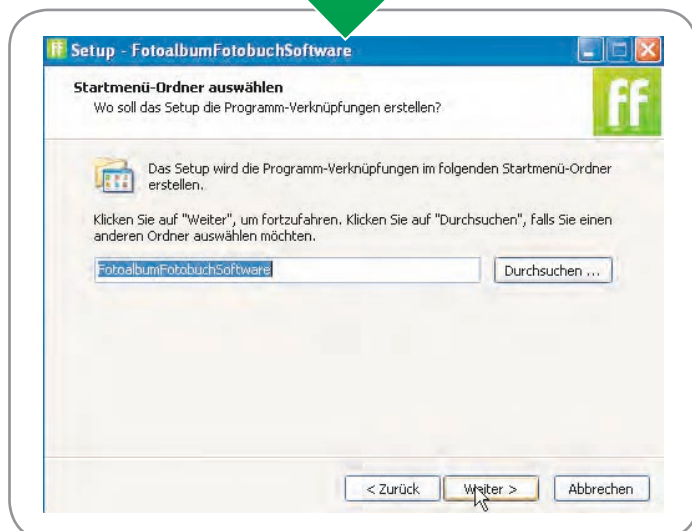 ff Setup - FotoalbumFotobuchSoftware
Startmenü-Ordner auswählen
Wo soll das Setup die Programm-Verknüpfungen erstellen?
ff
Das Setup wird die Programm-Verknüpfungen im folgenden Startmenü-Ordner
erstellen.
Klicken Sie auf "Weiter", um fortzufahren. Klicken Sie auf "Durchsuchen", falls Sie einen
anderen Ordner auswählen möchten.
FotoalbumFotobuchSoftware
Durchsuchen ...
< Zurück
Weiter >
Abbrechen